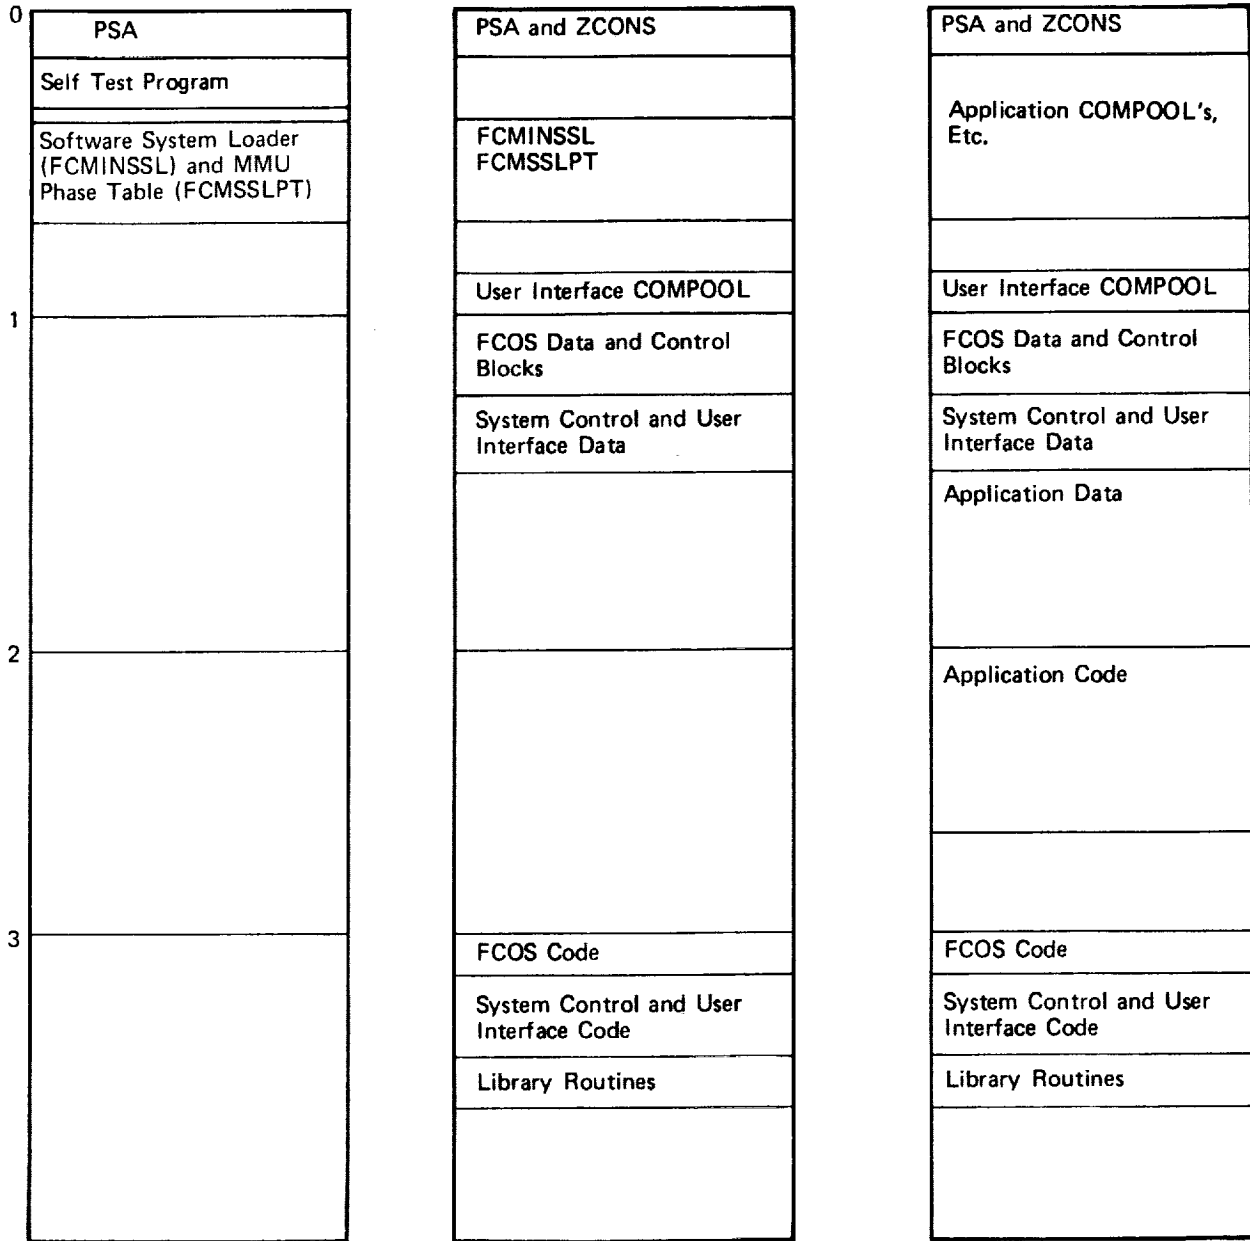 0
PSA
Self Test Program
Software System Loader
(FCMINSSL) and MMU
Phase Table (FCMSSLPT)
1
2
3
PSA and ZCONS
FCMINSSL
FCMSSLPT
User Interface COMPOOL
FCOS Data and Control
Blocks
System Control and User
Interface Data
FCOS Code
System Control and User
Interface Code
Library Routines
PSA and ZCONS
Application COMPOOL's,
Etc.
User Interface COMPOOL
FCOS Data and Control
Blocks
System Control and User
Interface Data
Application Data
Application Code
FCOS Code
System Control and User
Interface Code
Library Routines